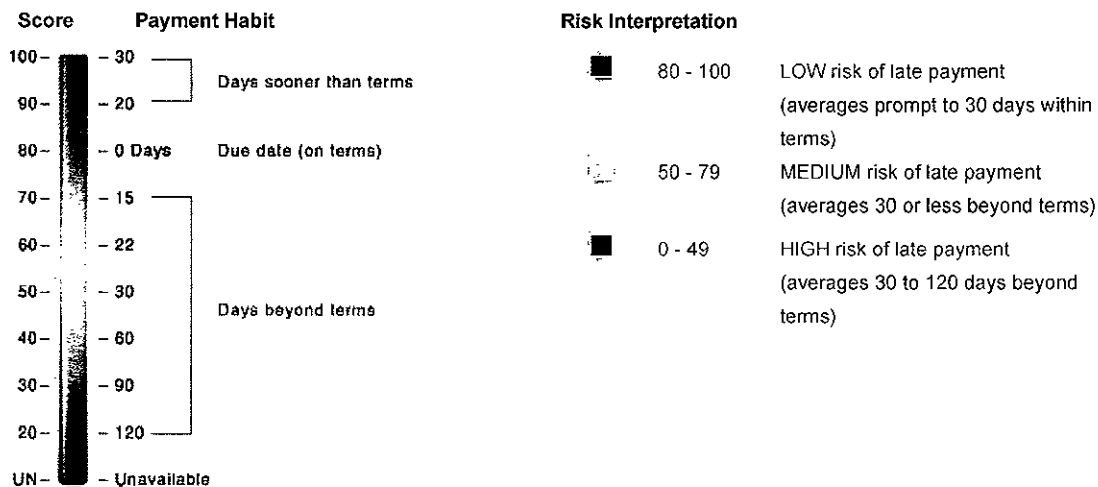 Score Payment Habit
100 – – 30
Days sooner than terms
90 – – 20
80 – – 0 Days Due date (on terms)
70 – – 15
60 – – 22
50 – – 30
Days beyond terms
40 – – 60
30 – – 90
20 – – 120
UN – – Unavailable
Risk Interpretation
80 - 100 LOW risk of late payment
(averages prompt to 30 days within
terms)
50 - 79 MEDIUM risk of late payment
(averages 30 or less beyond terms)
0 - 49 HIGH risk of late payment
(averages 30 to 120 days beyond
terms)